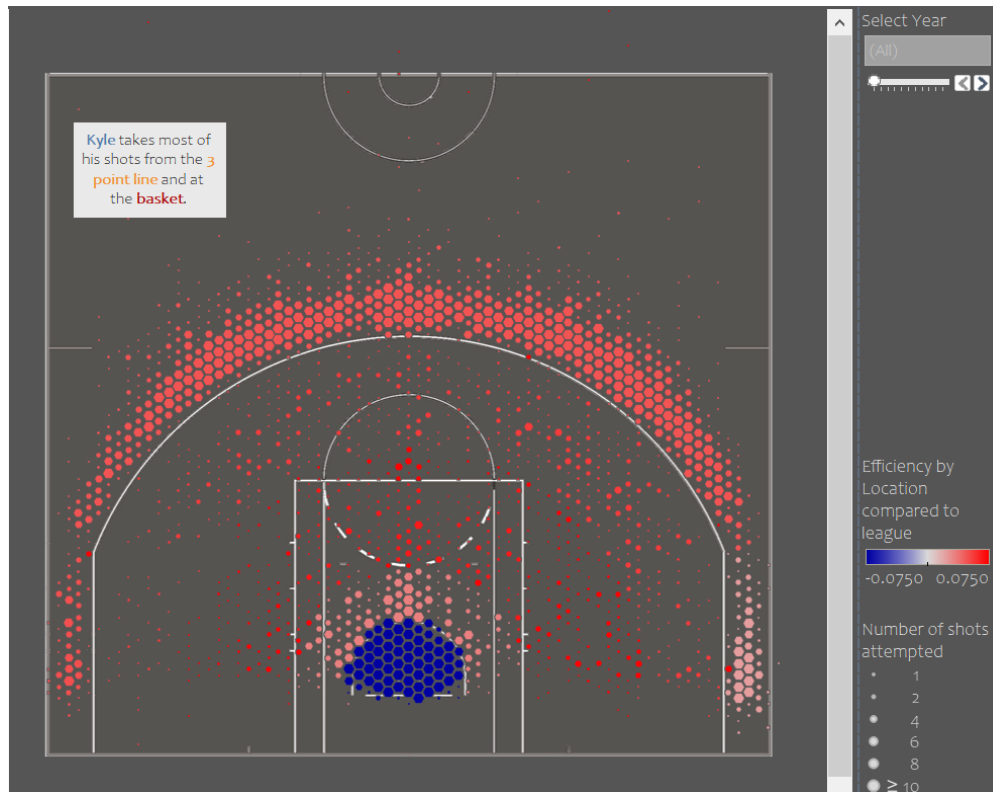 Kyle takes most of
his shots from the 3
point line and at
the basket.
Select Year
(All)
Efficiency by
Location
compared to
league
-0.0750 0.0750
Number of shots
attempted
1
2
4
6
8
≥ 10